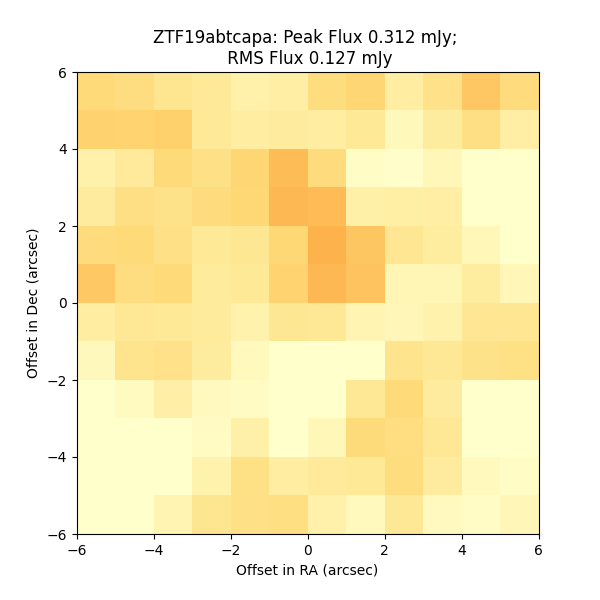 ZTF19abtcapa: Peak Flux 0.312 mJy;
RMS Flux 0.127 mJy
6
4
2
0
−2
−4
−6
Offset in Dec (arcsec)
−6 −4 −2 0 2 4 6
Offset in RA (arcsec)